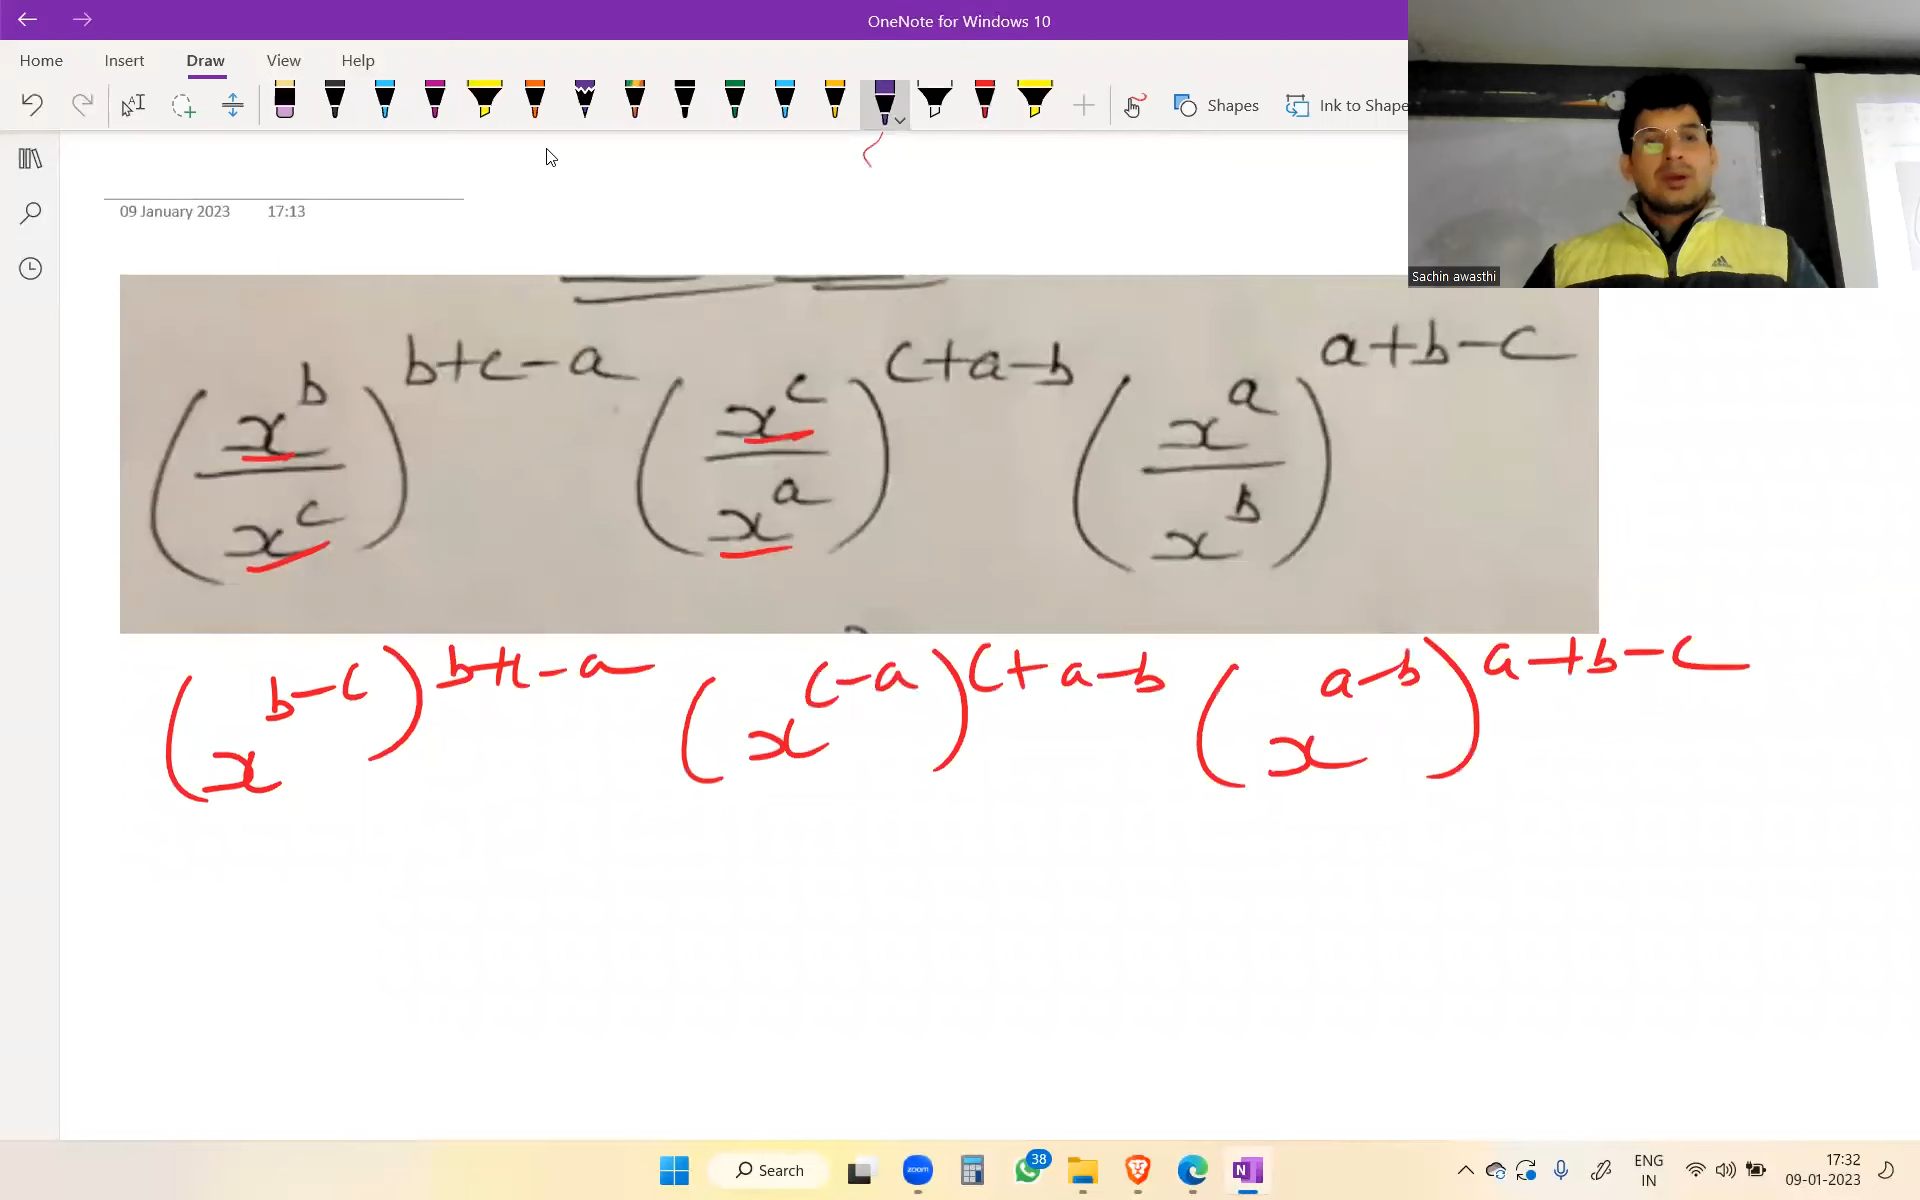 OneNote for Windows 10
Home Insert Draw View Help
Shapes Ink to Shape
Sachin awasthi
09 January 2023 17:13
(x^b/x^c)^b+c-a (x^c/x^a)^c+a-b (x^a/x^b)^a+b-c
(x^b-c)^b+c-a (x^c-a)^c+a-b (x^a-b)^a+b-c
Search
zoom
38
N
ENG
IN
17:32
09-01-2023